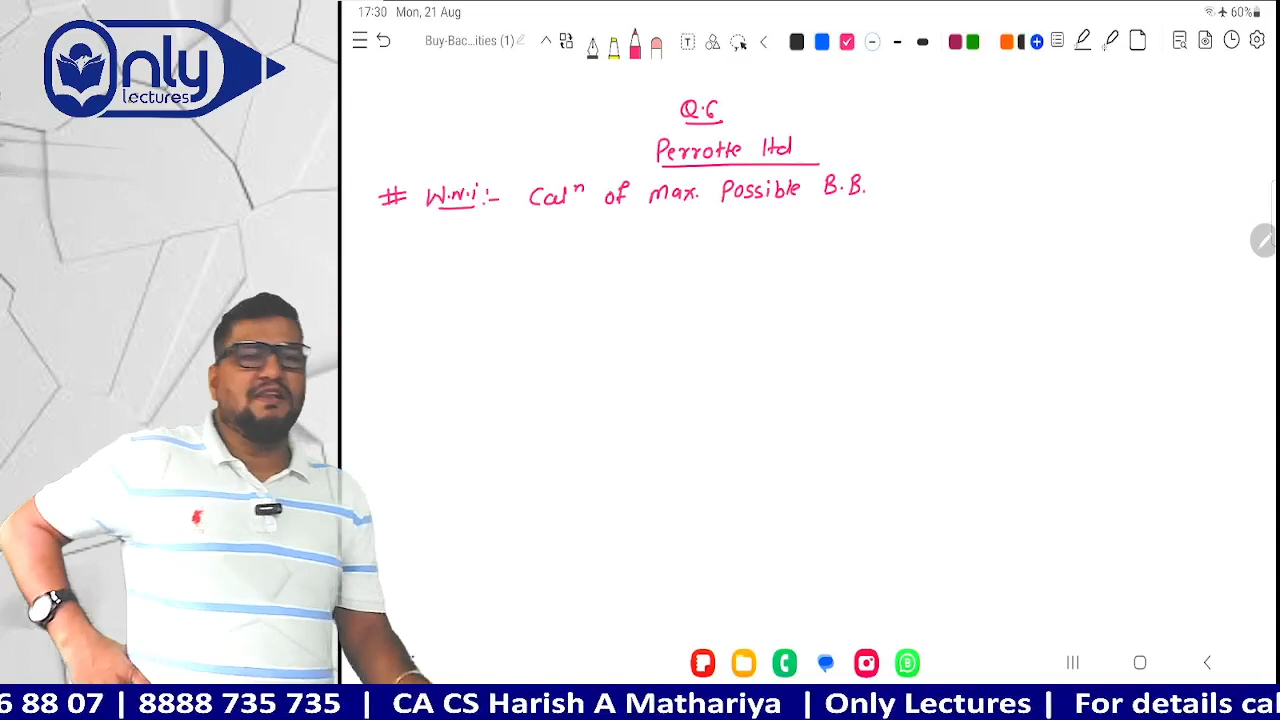 17:30 Mon, 21 Aug
60%
Buy-Bac...ities (1)
Only
lectures
Q.6
Perrotte ltd
# W.N.1:- Calⁿ of max. Possible B.B.
6 88 07 | 8888 735 735 | CA CS Harish A Mathariya | Only Lectures | For details cal